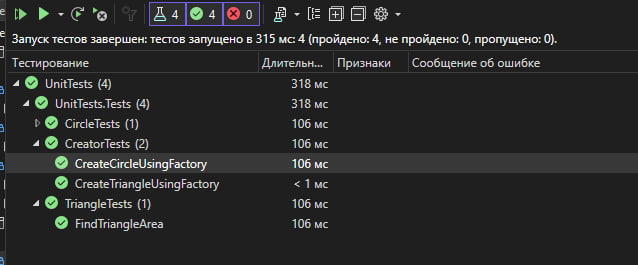 4 4 0
Запуск тестов завершен: тестов запущено в 315 мс: 4 (пройдено: 4, не пройдено: 0, пропущено: 0).
Тестирование Длительн... Признаки Сообщение об ошибке
UnitTests (4) 318 мс
UnitTests.Tests (4) 318 мс
CircleTests (1) 106 мс
CreatorTests (2) 106 мс
CreateCircleUsingFactory 106 мс
CreateTriangleUsingFactory < 1 мс
TriangleTests (1) 106 мс
FindTriangleArea 106 мс